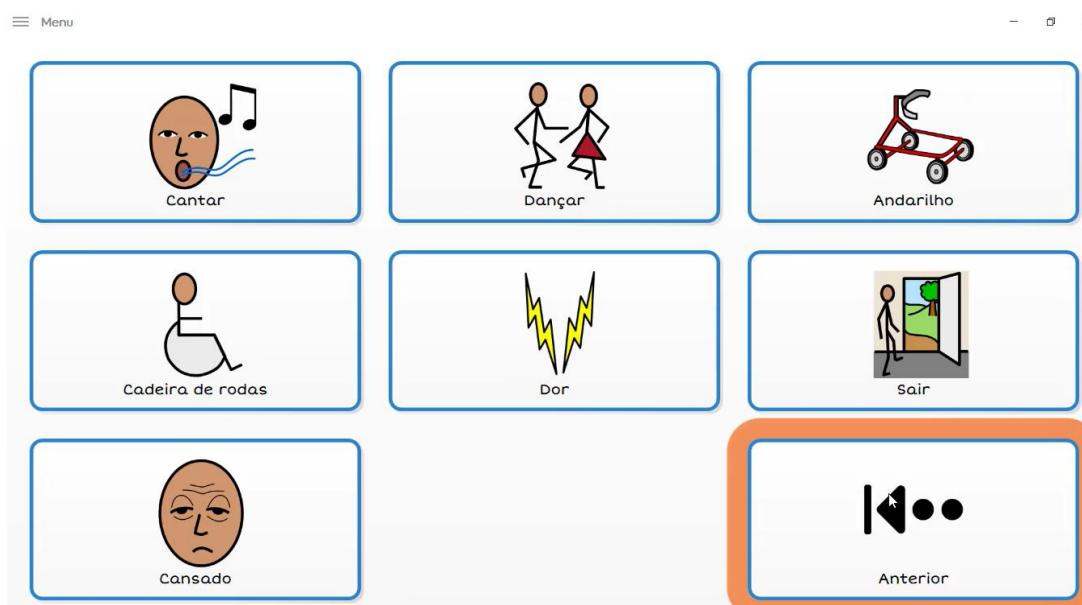 Menu
Cantar
Dançar
Andarilho
Cadeira de rodas
Dor
Sair
Cansado
Anterior